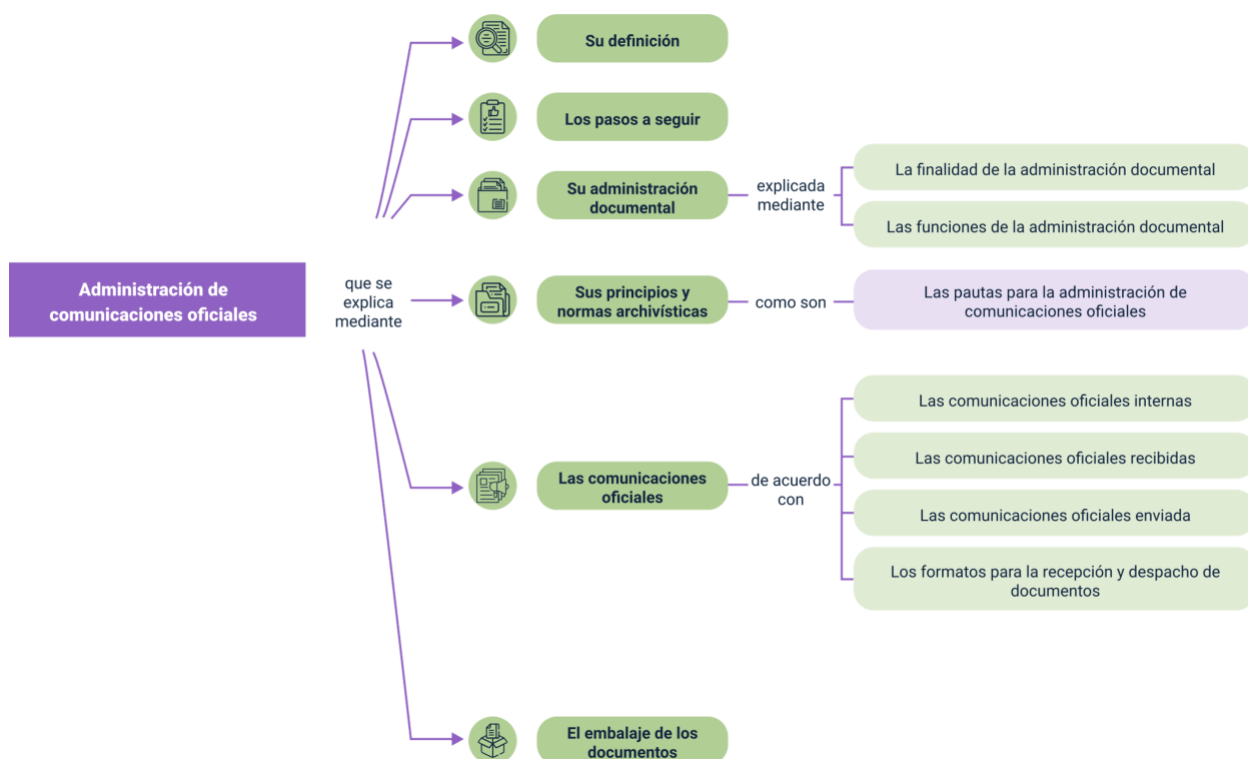 Su definición
Los pasos a seguir
Su administración
documental
explicada
mediante
La finalidad de la administración documental
Las funciones de la administración documental
Administración de
comunicaciones oficiales
que se
explica
mediante
Sus principios y
normas archivísticas
como son
Las pautas para la administración de
comunicaciones oficiales
Las comunicaciones
oficiales
de acuerdo
con
Las comunicaciones oficiales internas
Las comunicaciones oficiales recibidas
Las comunicaciones oficiales enviada
Los formatos para la recepción y despacho de
documentos
El embalaje de los
documentos